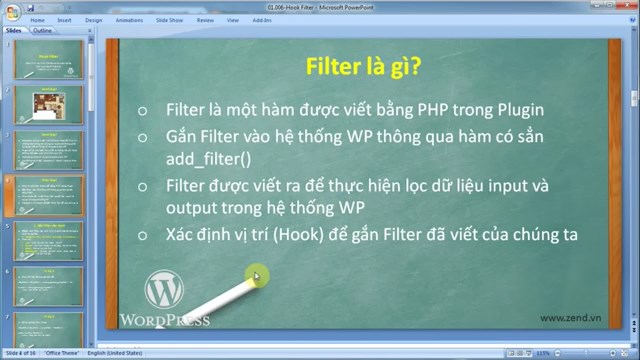 01.006-Hook Filter - Microsoft PowerPoint
Home Insert Design Animations Slide Show Review View Add-Ins
Slides Outline
Filter là gì?
Filter là một hàm được viết bằng PHP trong Plugin
Gắn Filter vào hệ thống WP thông qua hàm có sẳn
add_filter()
Filter được viết ra để thực hiện lọc dữ liệu input và
output trong hệ thống WP
Xác định vị trí (Hook) để gắn Filter đã viết của chúng ta
WORDPRESS
www.zend.vn
Slide 4 of 16 "Office Theme" English (United States) 115%